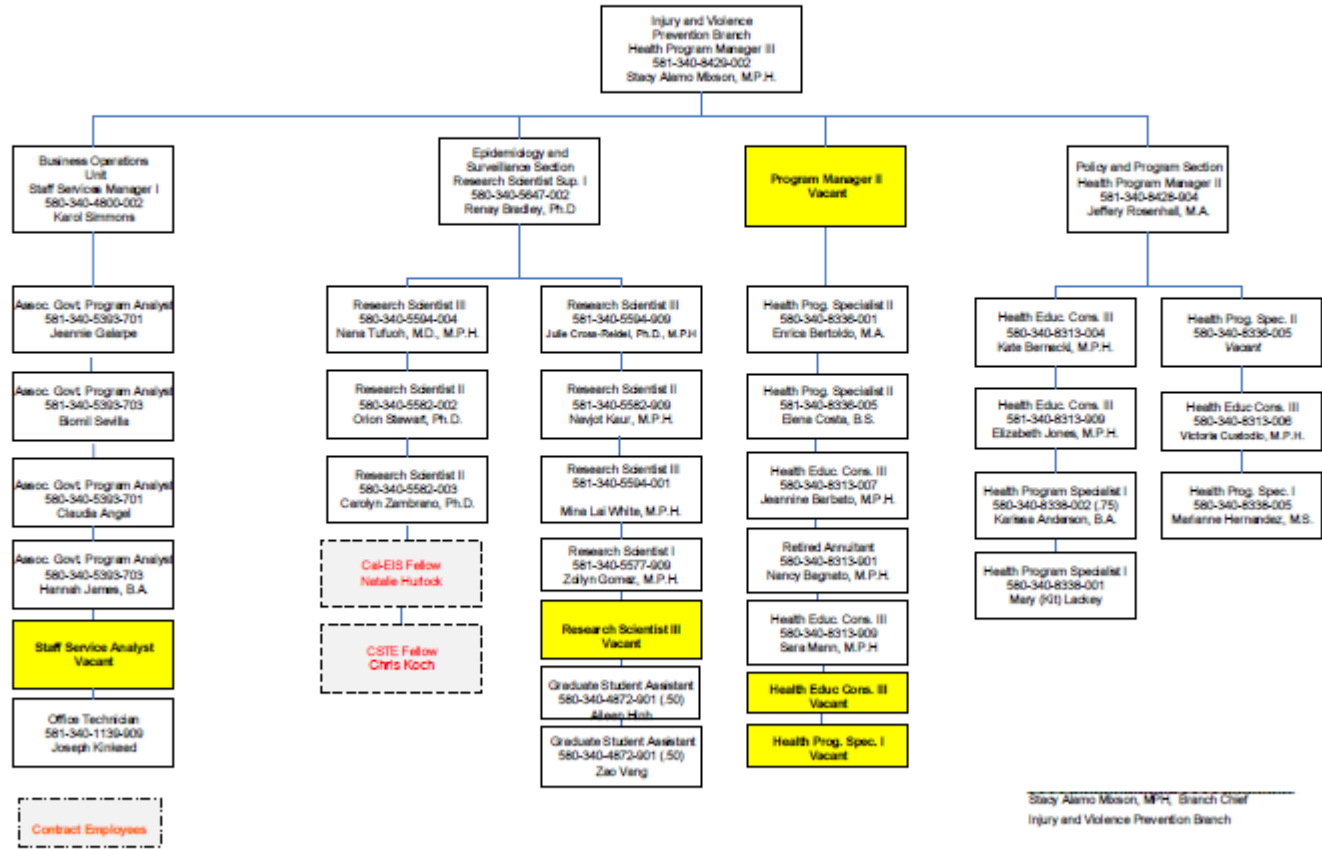 Injury and Violence
Prevention Branch
Health Program Manager III
581-340-8429-002
Stacy Alamo Mixson, M.P.H.
Business Operations
Unit
Staff Services Manager I
580-340-4800-002
Karol Simmons
Epidemiology and
Surveillance Section
Research Scientist Sup. I
580-340-5647-002
Renay Bradley, Ph.D
Program Manager II
Vacant
Policy and Program Section
Health Program Manager II
581-340-8428-904
Jeffery Rosenhall, M.A.
Assoc. Govt. Program Analyst
581-340-5393-701
Jeannie Galarpe
Assoc. Govt. Program Analyst
581-340-5393-703
Biomil Sevilla
Assoc. Govt. Program Analyst
580-340-5393-701
Claudia Angel
Assoc. Govt. Program Analyst
580-340-5393-703
Hannah James, B.A.
Staff Service Analyst
Vacant
Office Technician
581-340-1139-909
Joseph Kinkead
Research Scientist III
580-340-5594-004
Nana Tufuoh, M.D., M.P.H.
Research Scientist II
580-340-5582-002
Orion Stewart, Ph.D.
Research Scientist II
580-340-5582-003
Carolyn Zambrano, Ph.D.
Cal-EIS Fellow
Natalie Hurlock
CSTE Fellow
Chris Koch
Research Scientist III
581-340-5594-909
Julie Cross-Reidel, Ph.D., M.P.H
Research Scientist II
581-340-5582-909
Navjot Kaur, M.P.H.
Research Scientist III
581-340-5594-001
Mina Lai White, M.P.H.
Research Scientist I
581-340-5577-909
Zoilyn Gomez, M.P.H.
Research Scientist III
Vacant
Graduate Student Assistant
580-340-4872-901 (.50)
Aileen Hinh
Graduate Student Assistant
580-340-4872-901 (.50)
Zao Vang
Health Prog. Specialist II
580-340-8336-001
Enrica Bertoldo, M.A.
Health Prog. Specialist II
581-340-8336-005
Elena Costa, B.S.
Health Educ. Cons. III
580-340-8313-007
Jeannine Barbato, M.P.H.
Retired Annuitant
580-340-8313-901
Nancy Bagnato, M.P.H.
Health Educ. Cons. III
580-340-8313-909
Sara Mann, M.P.H
Health Educ Cons. III
Vacant
Health Prog. Spec. I
Vacant
Health Educ. Cons. III
580-340-8313-004
Kate Bernacki, M.P.H.
Health Educ. Cons. III
581-340-8313-909
Elizabeth Jones, M.P.H.
Health Program Specialist I
580-340-8338-002 (.75)
Karissa Anderson, B.A.
Health Program Specialist I
580-340-8338-001
Mary (Kit) Lackey
Health Prog. Spec. II
580-340-8336-005
Vacant
Health Educ Cons. III
580-340-8313-006
Victoria Custodio, M.P.H.
Health Prog. Spec. I
580-340-8338-005
Marianne Hernandez, M.S.
Contract Employees
Stacy Alamo Mixson, MPH, Branch Chief
Injury and Violence Prevention Branch